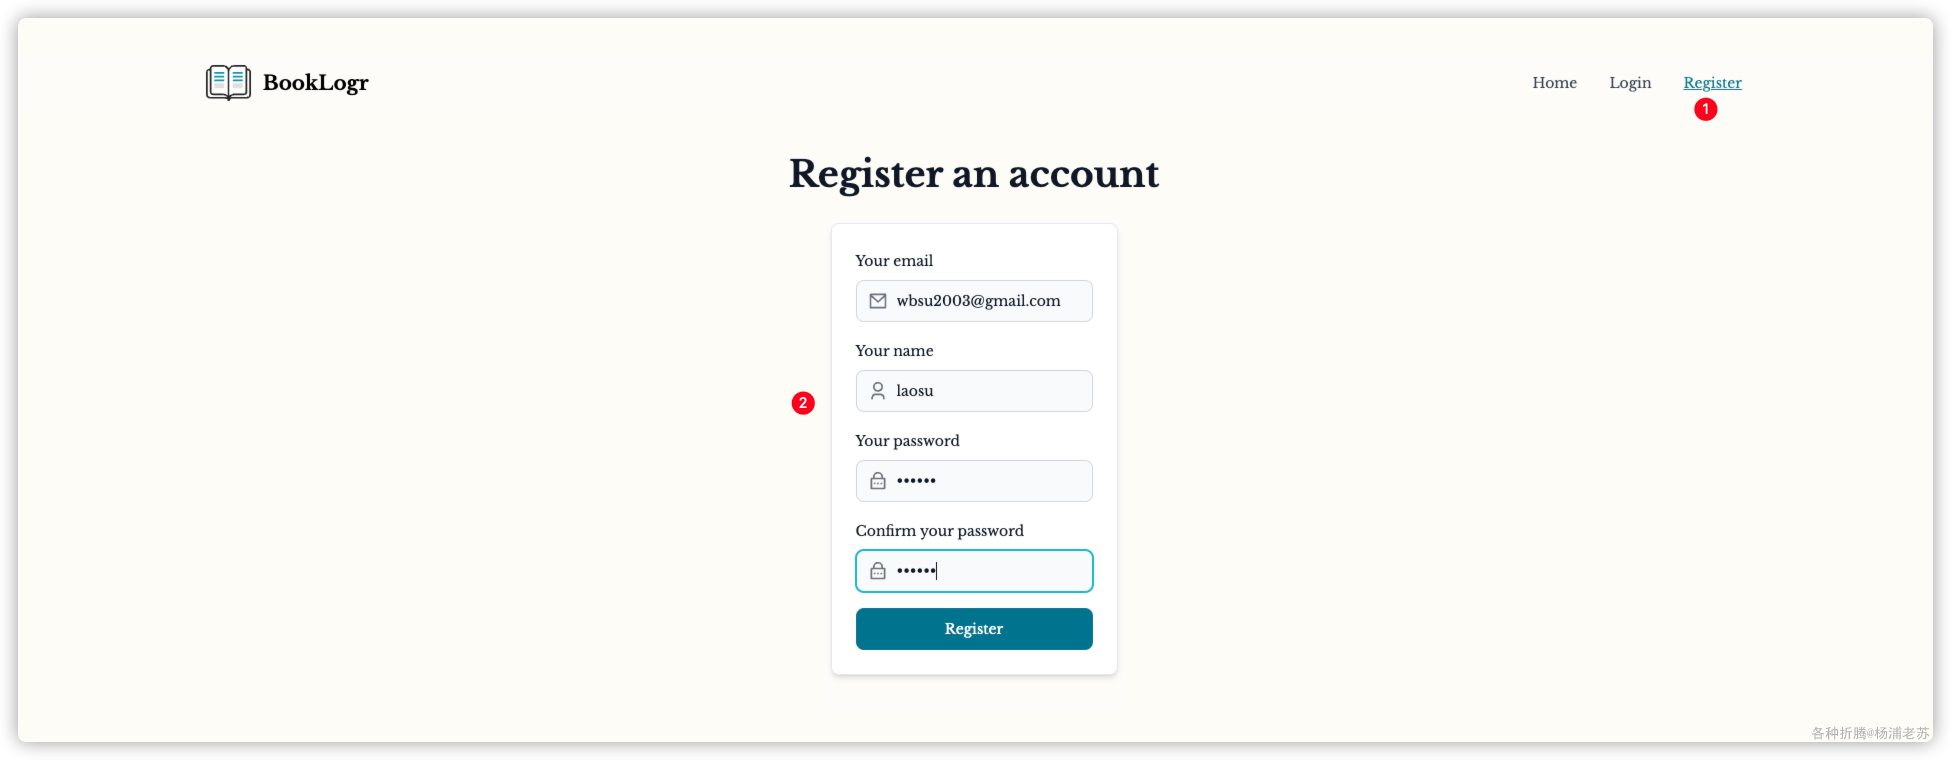 BookLogr
Home Login Register
1
Register an account
Your email
wbsu2003@gmail.com
Your name
laosu
2
Your password
••••••
Confirm your password
••••••
Register
各种折腾@杨浦老苏